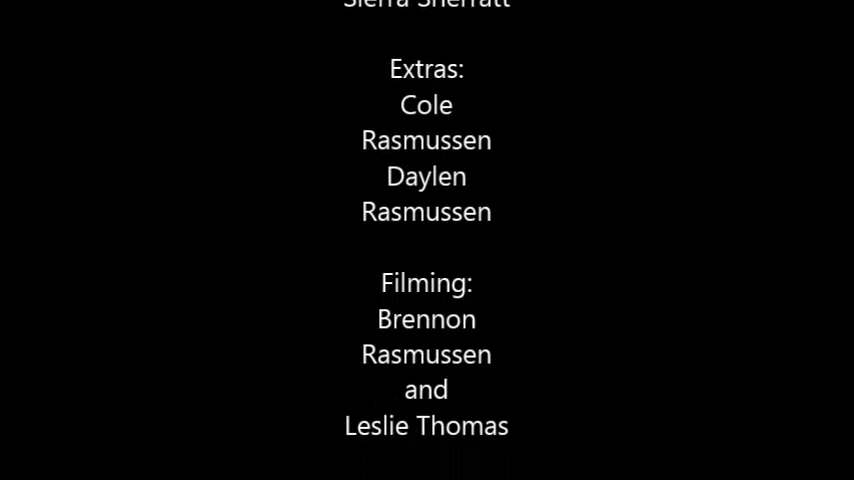 Sierra Sherratt
Extras:
Cole
Rasmussen
Daylen
Rasmussen
Filming:
Brennon
Rasmussen
and
Leslie Thomas